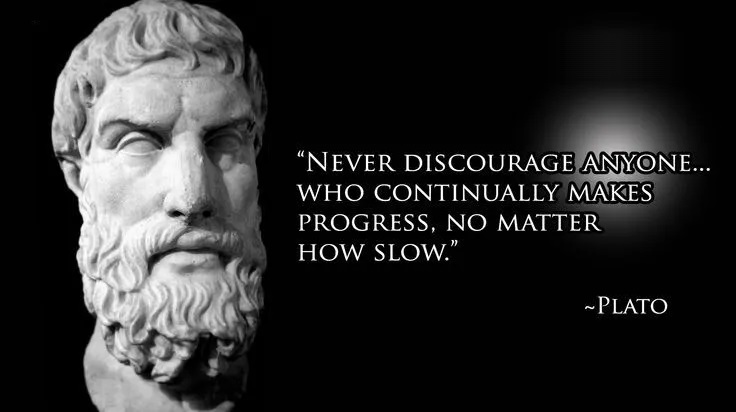 “NEVER DISCOURAGE ANYONE...
WHO CONTINUALLY MAKES
PROGRESS, NO MATTER
HOW SLOW.”
~PLATO